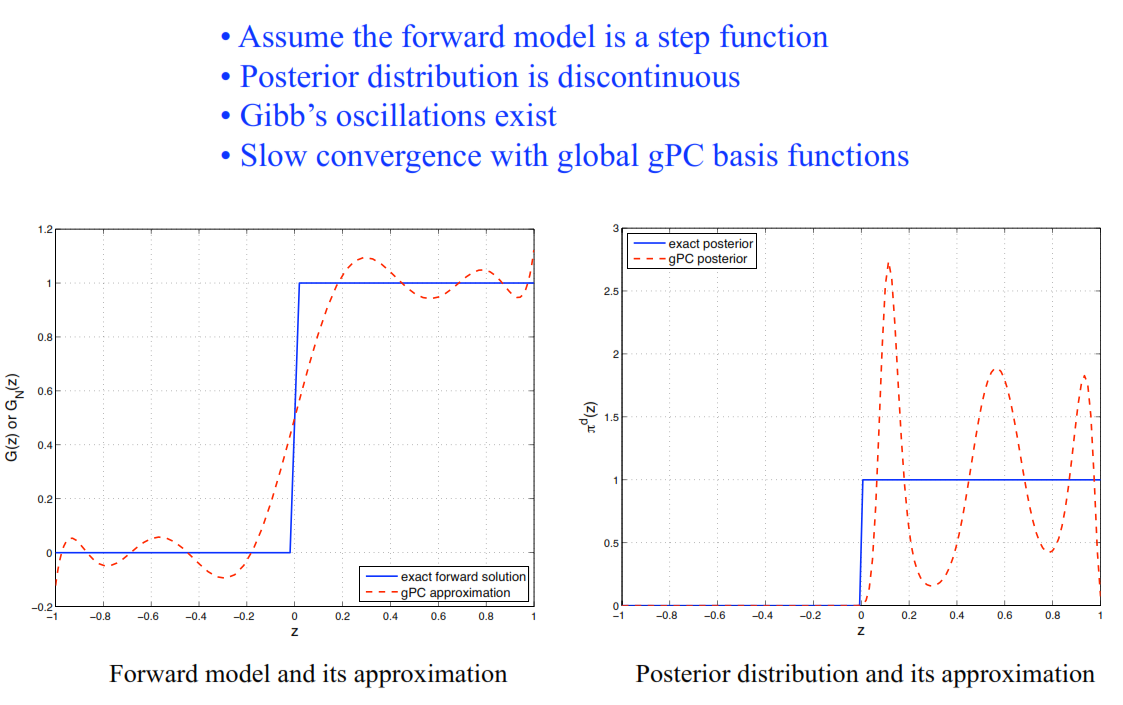 • Assume the forward model is a step function
• Posterior distribution is discontinuous
• Gibb’s oscillations exist
• Slow convergence with global gPC basis functions
1.2
1
0.8
0.6
0.4
0.2
0
−0.2
G(z) or G_N(z)
exact forward solution
gPC approximation
−1 −0.8 −0.6 −0.4 −0.2 0 0.2 0.4 0.6 0.8 1
z
Forward model and its approximation
3
2.5
2
1.5
1
0.5
0
π^d(z)
exact posterior
gPC posterior
−1 −0.8 −0.6 −0.4 −0.2 0 0.2 0.4 0.6 0.8 1
z
Posterior distribution and its approximation